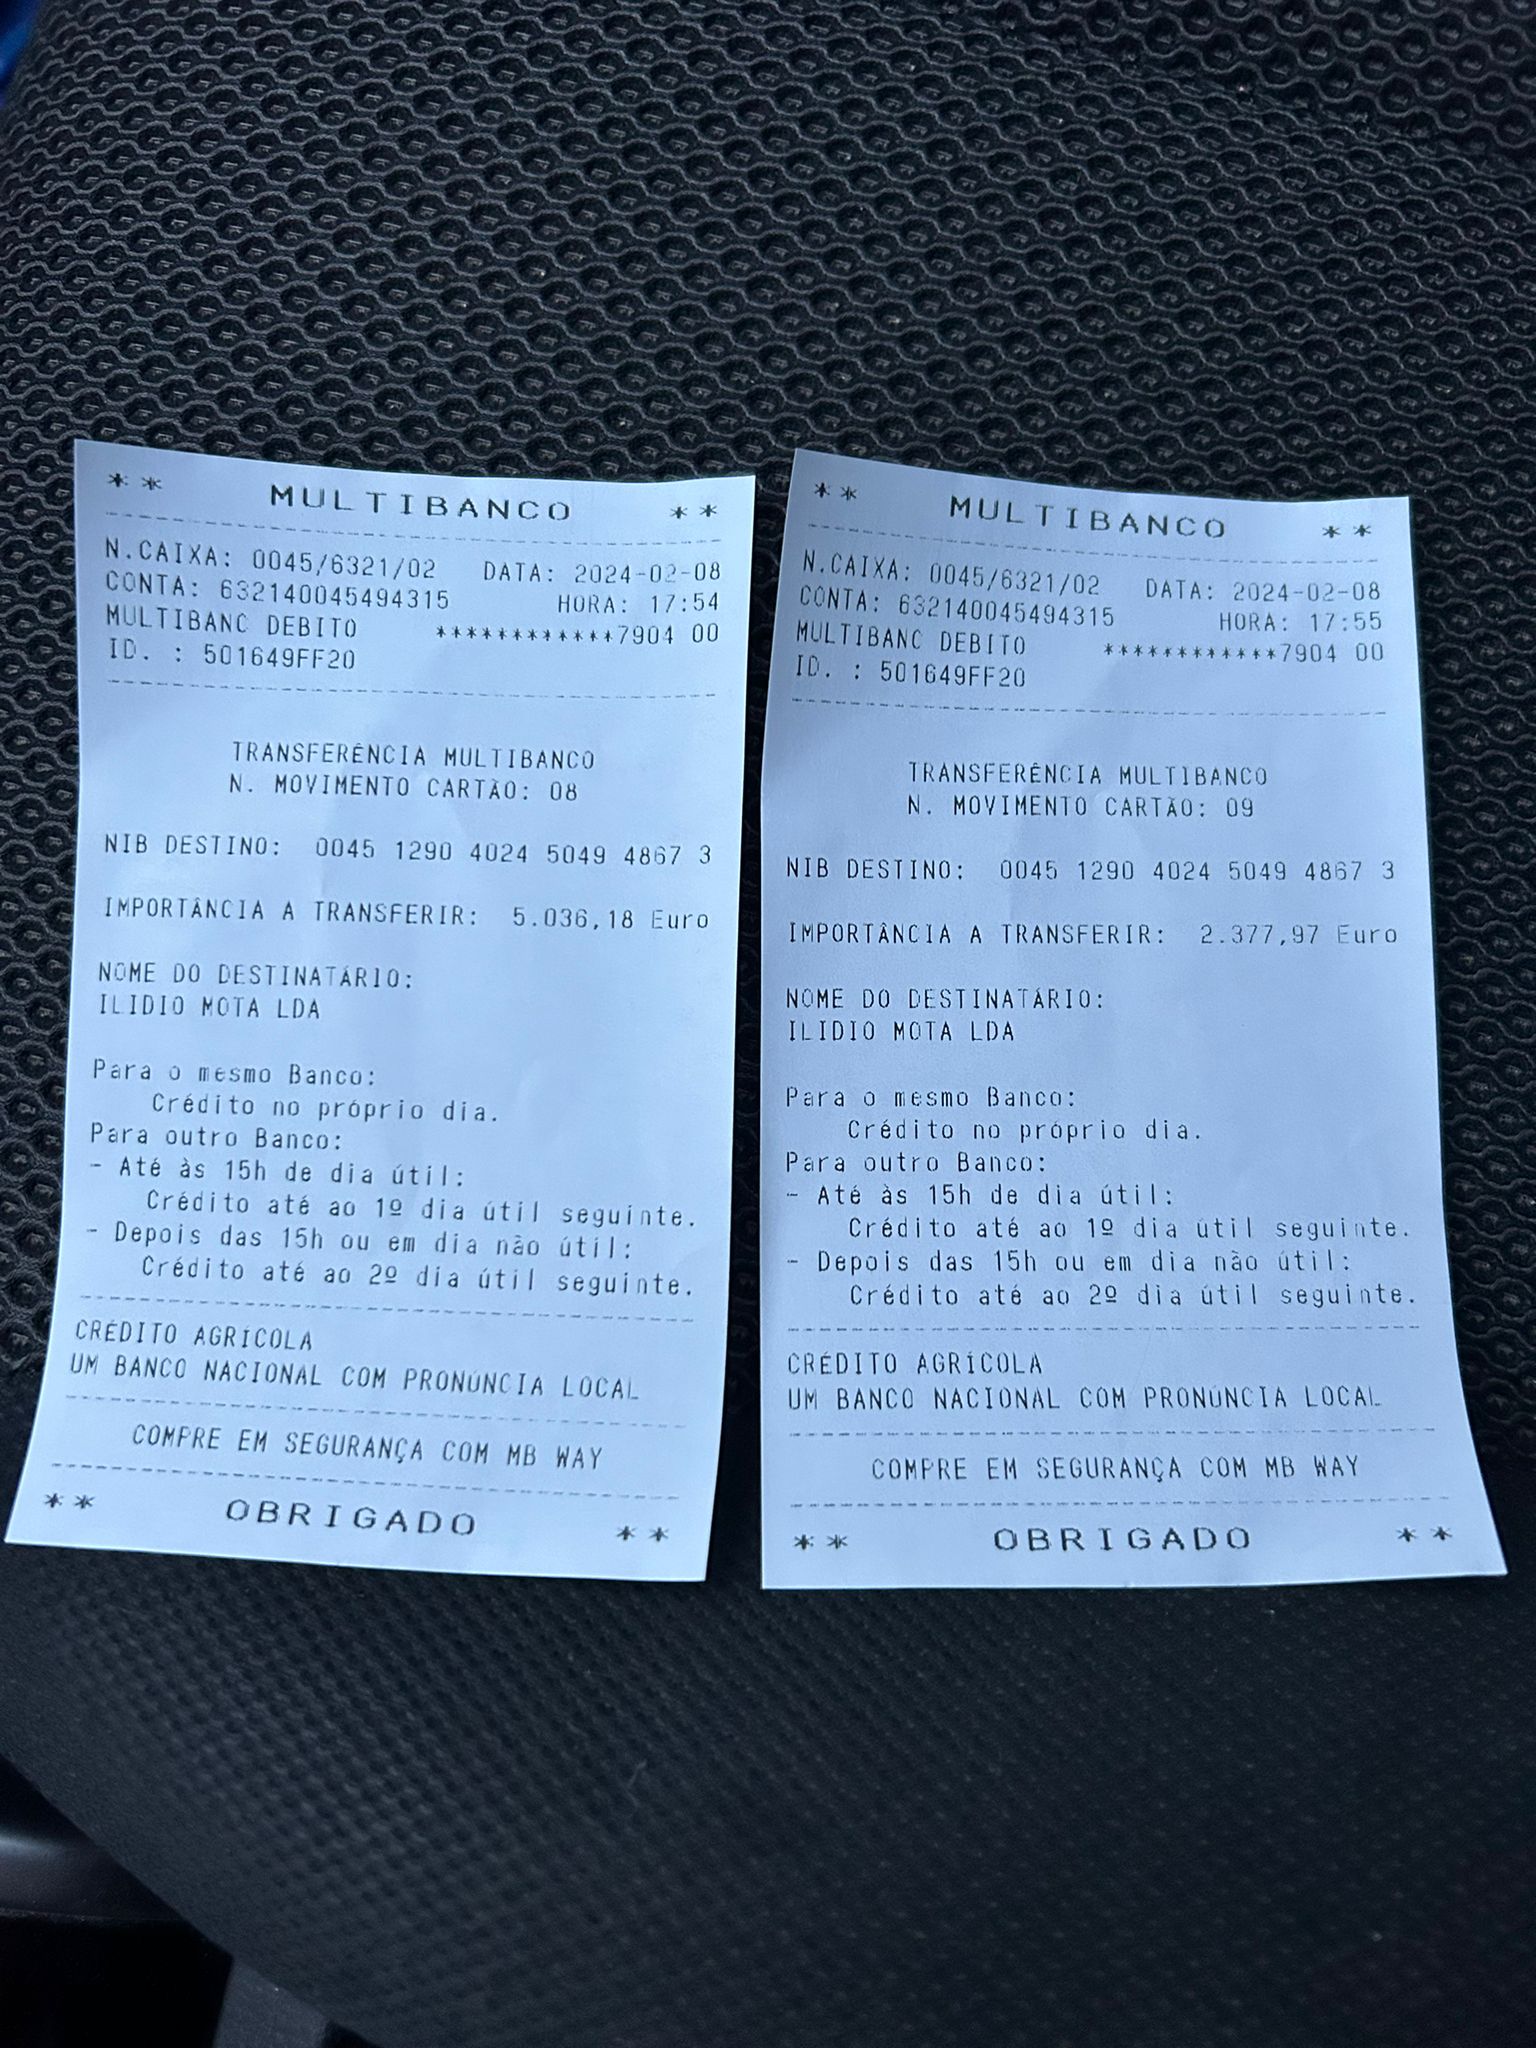 ** MULTIBANCO **
N.CAIXA: 0045/6321/02 DATA: 2024-02-08
CONTA: 632140045494315 HORA: 17:54
MULTIBANC DEBITO ************7904 00
ID. : 501649FF20
TRANSFERÊNCIA MULTIBANCO
N. MOVIMENTO CARTÃO: 08
NIB DESTINO: 0045 1290 4024 5049 4867 3
IMPORTÂNCIA A TRANSFERIR: 5.036,18 Euro
NOME DO DESTINATÁRIO:
ILIDIO MOTA LDA
Para o mesmo Banco:
Crédito no próprio dia.
Para outro Banco:
- Até às 15h de dia útil:
Crédito até ao 1º dia útil seguinte.
- Depois das 15h ou em dia não útil:
Crédito até ao 2º dia útil seguinte.
CRÉDITO AGRÍCOLA
UM BANCO NACIONAL COM PRONÚNCIA LOCAL
COMPRE EM SEGURANÇA COM MB WAY
** OBRIGADO **
** MULTIBANCO **
N.CAIXA: 0045/6321/02 DATA: 2024-02-08
CONTA: 632140045494315 HORA: 17:55
MULTIBANC DEBITO ************7904 00
ID. : 501649FF20
TRANSFERÊNCIA MULTIBANCO
N. MOVIMENTO CARTÃO: 09
NIB DESTINO: 0045 1290 4024 5049 4867 3
IMPORTÂNCIA A TRANSFERIR: 2.377,97 Euro
NOME DO DESTINATÁRIO:
ILIDIO MOTA LDA
Para o mesmo Banco:
Crédito no próprio dia.
Para outro Banco:
- Até às 15h de dia útil:
Crédito até ao 1º dia útil seguinte.
- Depois das 15h ou em dia não útil:
Crédito até ao 2º dia útil seguinte.
CRÉDITO AGRÍCOLA
UM BANCO NACIONAL COM PRONÚNCIA LOCAL
COMPRE EM SEGURANÇA COM MB WAY
** OBRIGADO **